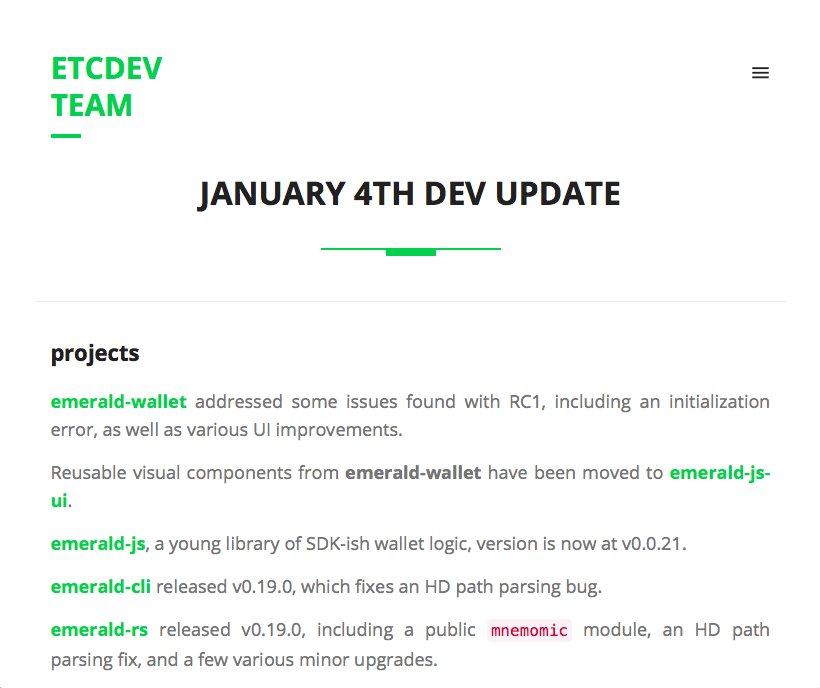 ETCDEV
TEAM
JANUARY 4TH DEV UPDATE
projects
emerald-wallet addressed some issues found with RC1, including an initialization
error, as well as various UI improvements.
Reusable visual components from emerald-wallet have been moved to emerald-js-
ui.
emerald-js, a young library of SDK-ish wallet logic, version is now at v0.0.21.
emerald-cli released v0.19.0, which fixes an HD path parsing bug.
emerald-rs released v0.19.0, including a public mnemomic module, an HD path
parsing fix, and a few various minor upgrades.